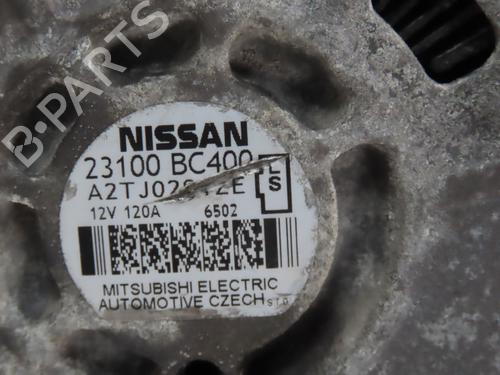 B-PARTS
NISSAN
23100 BC400
L
S
12V 120A 6502
MITSUBISHI ELECTRIC
AUTOMOTIVE CZECH s.r.o.